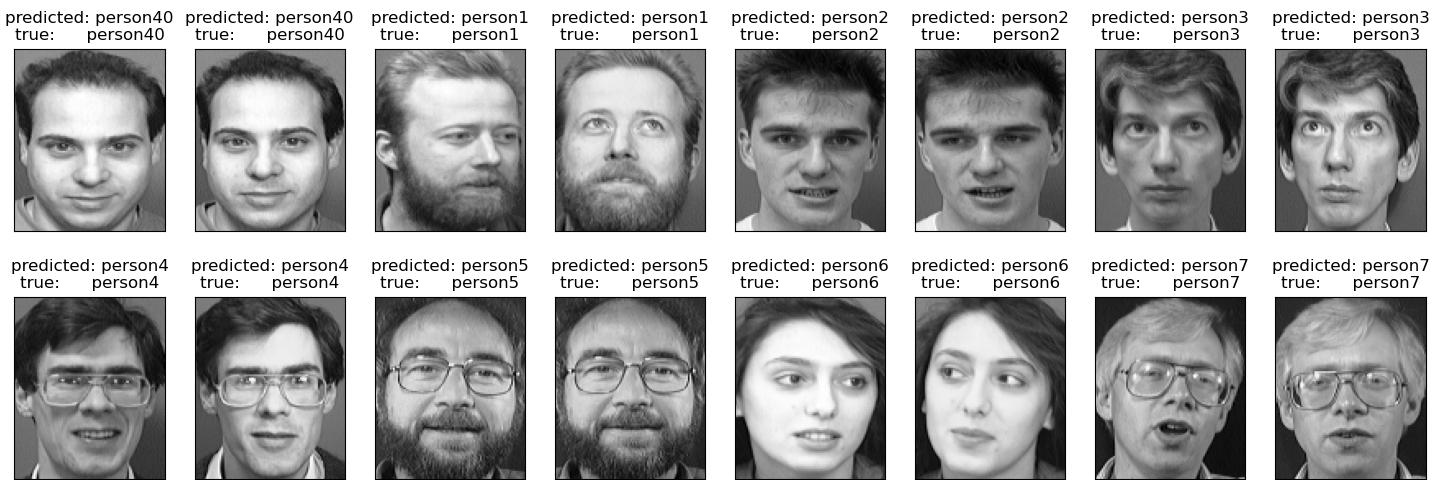 predicted: person40 predicted: person40 predicted: person1 predicted: person1 predicted: person2 predicted: person2 predicted: person3 predicted: person3
true: person40 true: person40 true: person1 true: person1 true: person2 true: person2 true: person3 true: person3
predicted: person4 predicted: person4 predicted: person5 predicted: person5 predicted: person6 predicted: person6 predicted: person7 predicted: person7
true: person4 true: person4 true: person5 true: person5 true: person6 true: person6 true: person7 true: person7